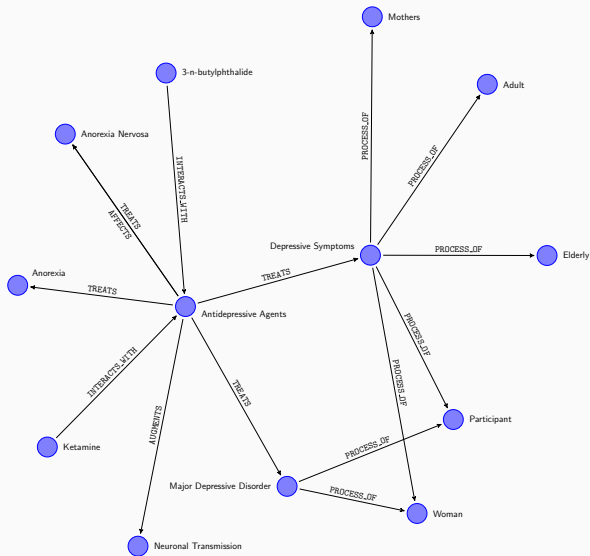 Mothers
3-n-butylphthalide
Adult
Anorexia Nervosa
PROCESS_OF
PROCESS_OF
INTERACTS_WITH
TREATS
AFFECTS
Depressive Symptoms
PROCESS_OF
Elderly
Anorexia
TREATS
TREATS
Antidepressive Agents
PROCESS_OF
INTERACTS_WITH
PROCESS_OF
TREATS
AUGMENTS
Participant
Ketamine
PROCESS_OF
Major Depressive Disorder
PROCESS_OF
Woman
Neuronal Transmission